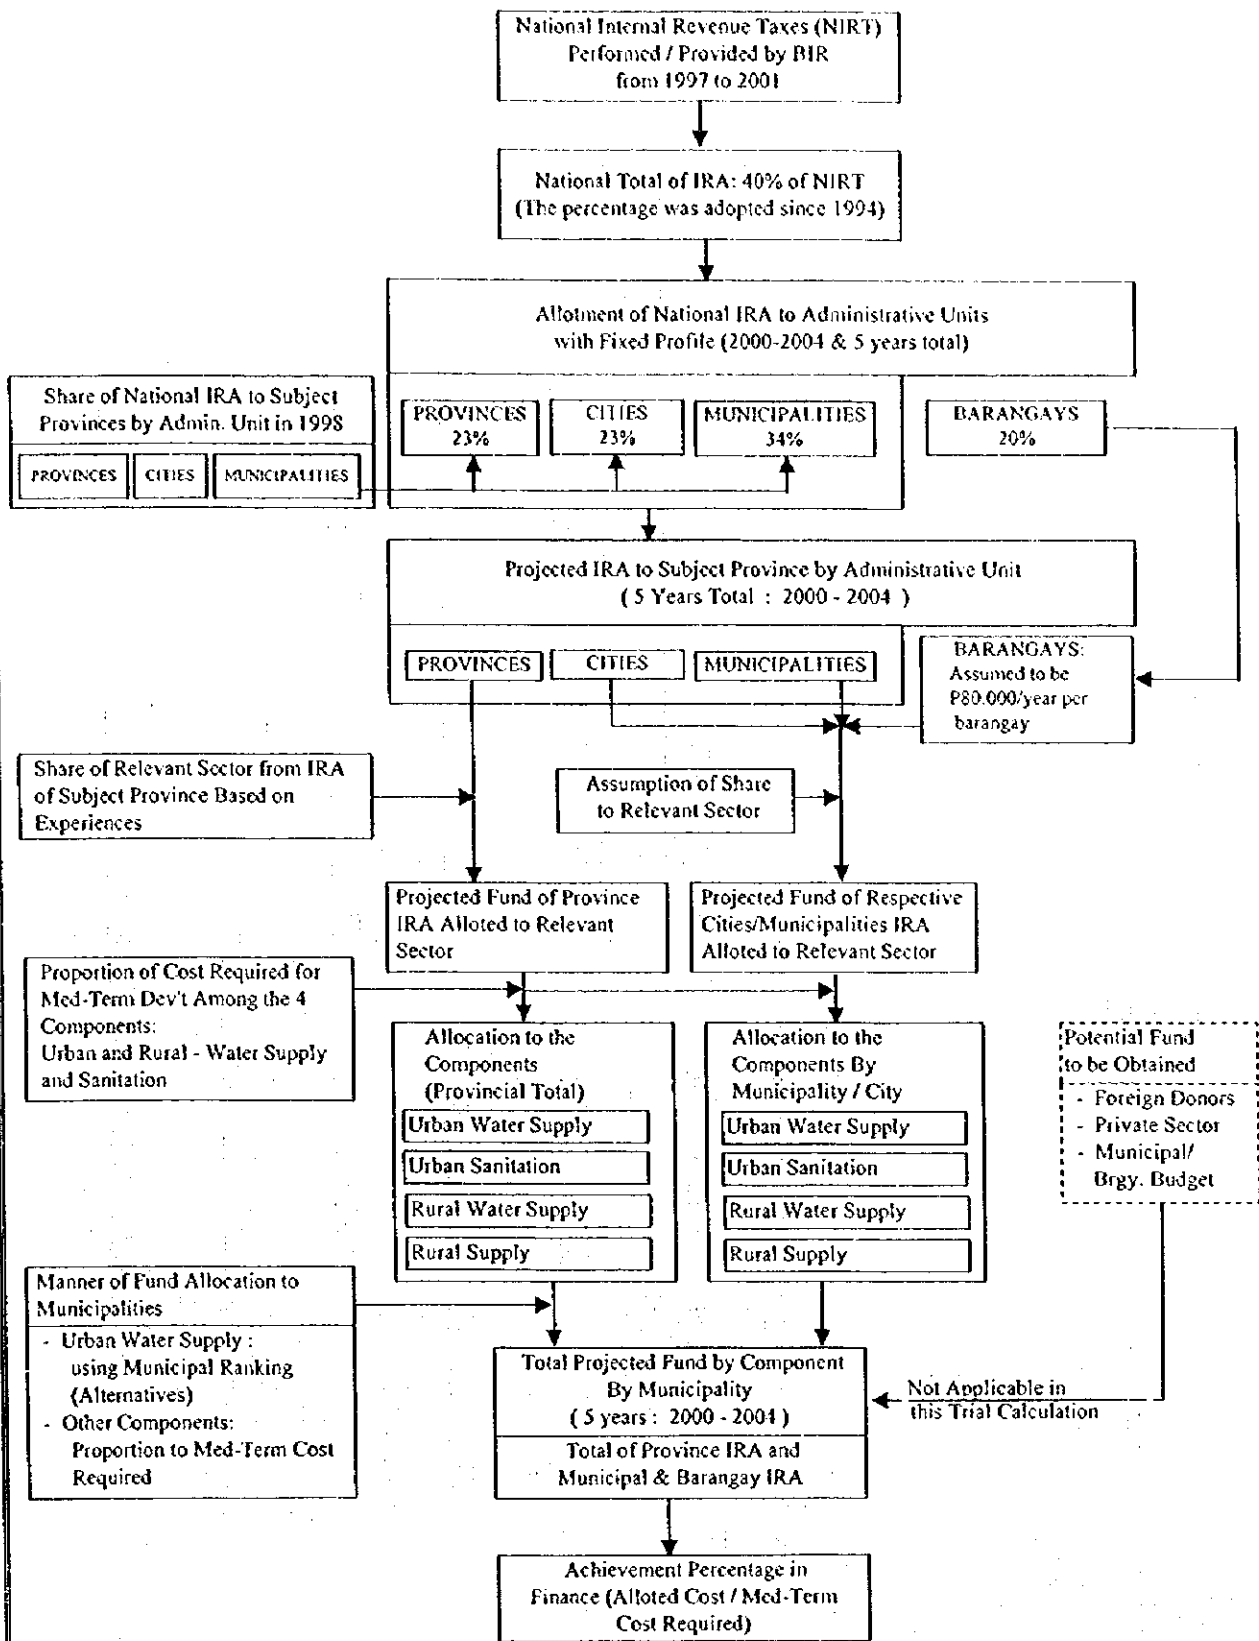 National Internal Revenue Taxes (NIRT)
Performed / Provided by BIR
from 1997 to 2001
National Total of IRA: 40% of NIRT
(The percentage was adopted since 1994)
Allotment of National IRA to Administrative Units
with Fixed Profile (2000-2004 & 5 years total)
Share of National IRA to Subject
Provinces by Admin. Unit in 1998
PROVINCES CITIES MUNICIPALITIES
PROVINCES
23%
CITIES
23%
MUNICIPALITIES
34%
BARANGAYS
20%
Projected IRA to Subject Province by Administrative Unit
( 5 Years Total : 2000 - 2004 )
PROVINCES CITIES MUNICIPALITIES
BARANGAYS:
Assumed to be
P80.000/year per
barangay
Share of Relevant Sector from IRA
of Subject Province Based on
Experiences
Assumption of Share
to Relevant Sector
Projected Fund of Province
IRA Alloted to Relevant
Sector
Projected Fund of Respective
Cities/Municipalities IRA
Alloted to Relevant Sector
Proportion of Cost Required for
Med-Term Dev't Among the 4
Components:
Urban and Rural - Water Supply
and Sanitation
Allocation to the
Components
(Provincial Total)
Urban Water Supply
Urban Sanitation
Rural Water Supply
Rural Supply
Allocation to the
Components By
Municipality / City
Urban Water Supply
Urban Sanitation
Rural Water Supply
Rural Supply
Potential Fund
to be Obtained
- Foreign Donors
- Private Sector
- Municipal/
Brgy. Budget
Manner of Fund Allocation to
Municipalities
- Urban Water Supply :
using Municipal Ranking
(Alternatives)
- Other Components:
Proportion to Med-Term Cost
Required
Total Projected Fund by Component
By Municipality
( 5 years : 2000 - 2004 )
Total of Province IRA and
Municipal & Barangay IRA
Not Applicable in
this Trial Calculation
Achievement Percentage in
Finance (Alloted Cost / Med-Term
Cost Required)